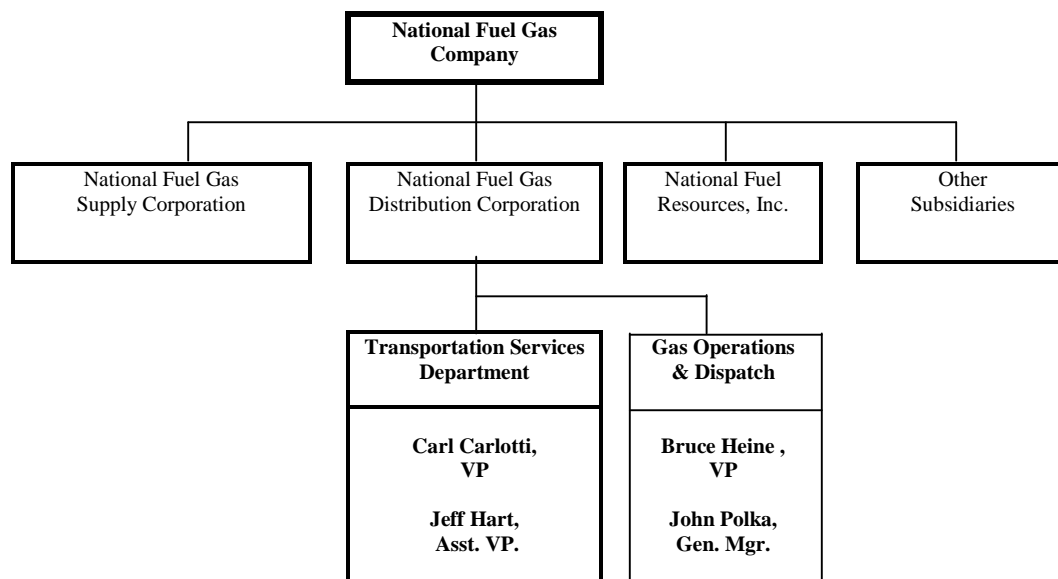 National Fuel Gas
Company
National Fuel Gas
Supply Corporation
National Fuel Gas
Distribution Corporation
National Fuel
Resources, Inc.
Other
Subsidiaries
Transportation Services
Department
Carl Carlotti,
VP
Jeff Hart,
Asst. VP.
Gas Operations
& Dispatch
Bruce Heine ,
VP
John Polka,
Gen. Mgr.